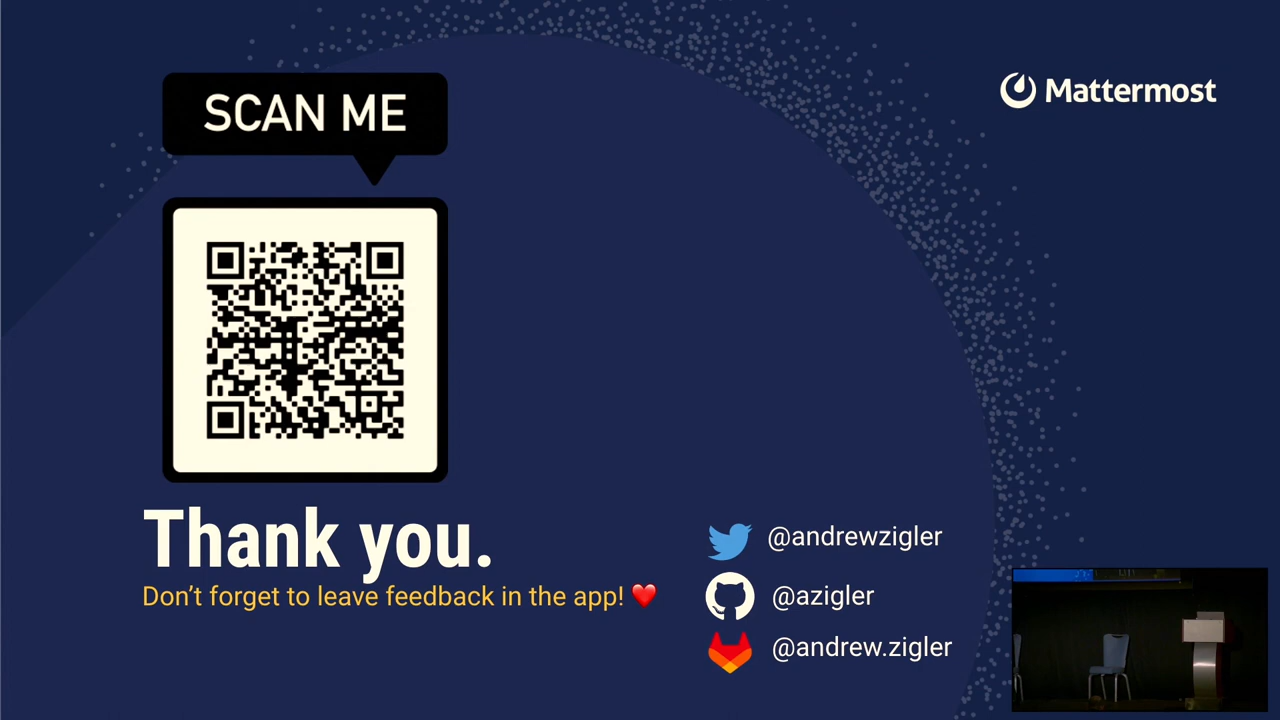 SCAN ME
Mattermost
Thank you.
Don’t forget to leave feedback in the app! ❤️
@andrewzigler
@azigler
@andrew.zigler